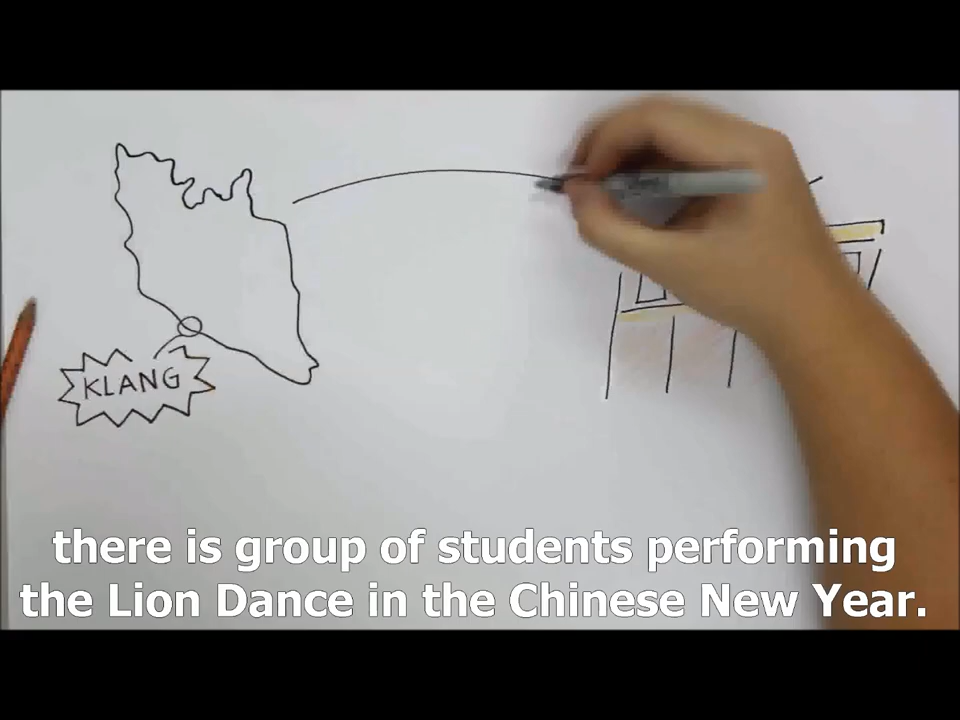 KLANG
there is group of students performing
the Lion Dance in the Chinese New Year.